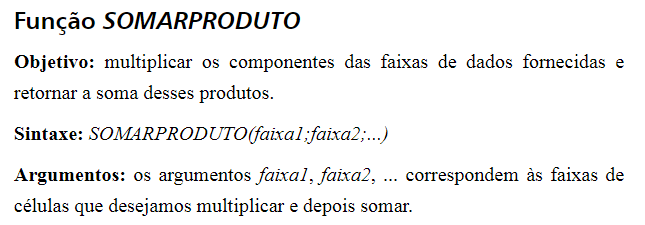 Função SOMARPRODUTO
Objetivo: multiplicar os componentes das faixas de dados fornecidas e
retornar a soma desses produtos.
Sintaxe: SOMARPRODUTO(faixa1;faixa2;...)
Argumentos: os argumentos faixa1, faixa2, ... correspondem às faixas de
células que desejamos multiplicar e depois somar.